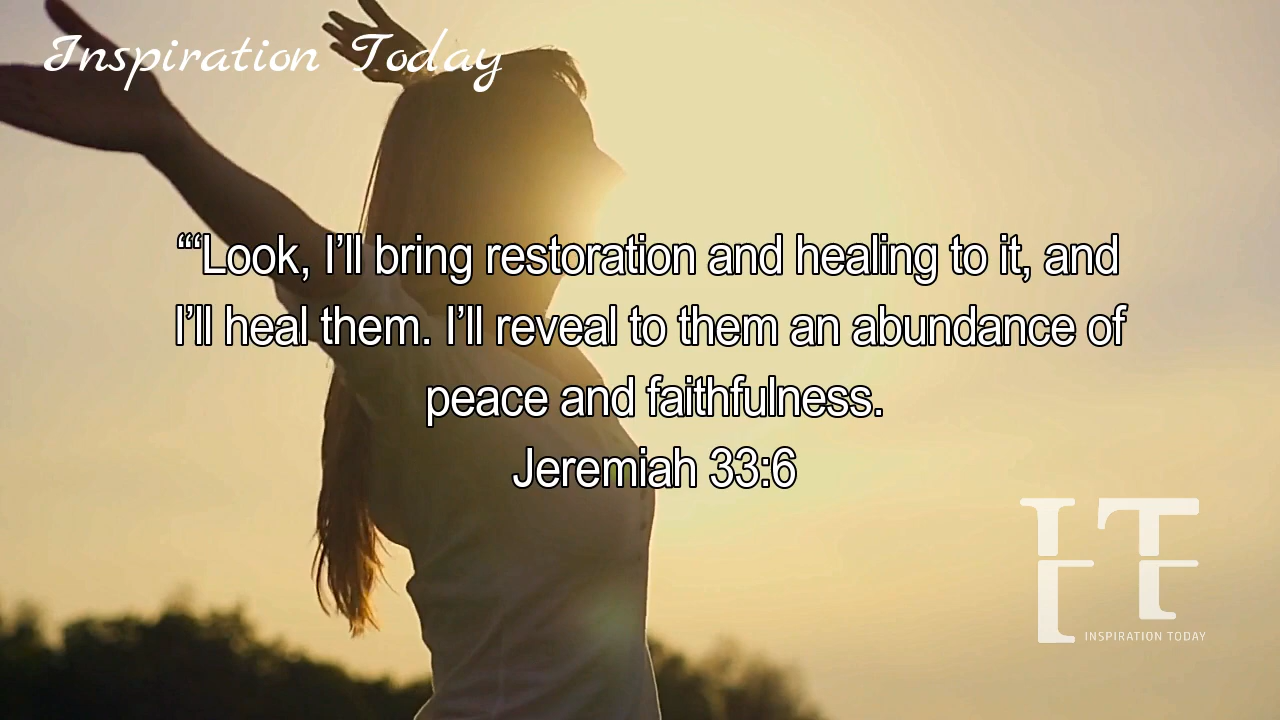 Inspiration Today
“‘Look, I’ll bring restoration and healing to it, and
I’ll heal them. I’ll reveal to them an abundance of
peace and faithfulness.
Jeremiah 33:6
IT
INSPIRATION TODAY